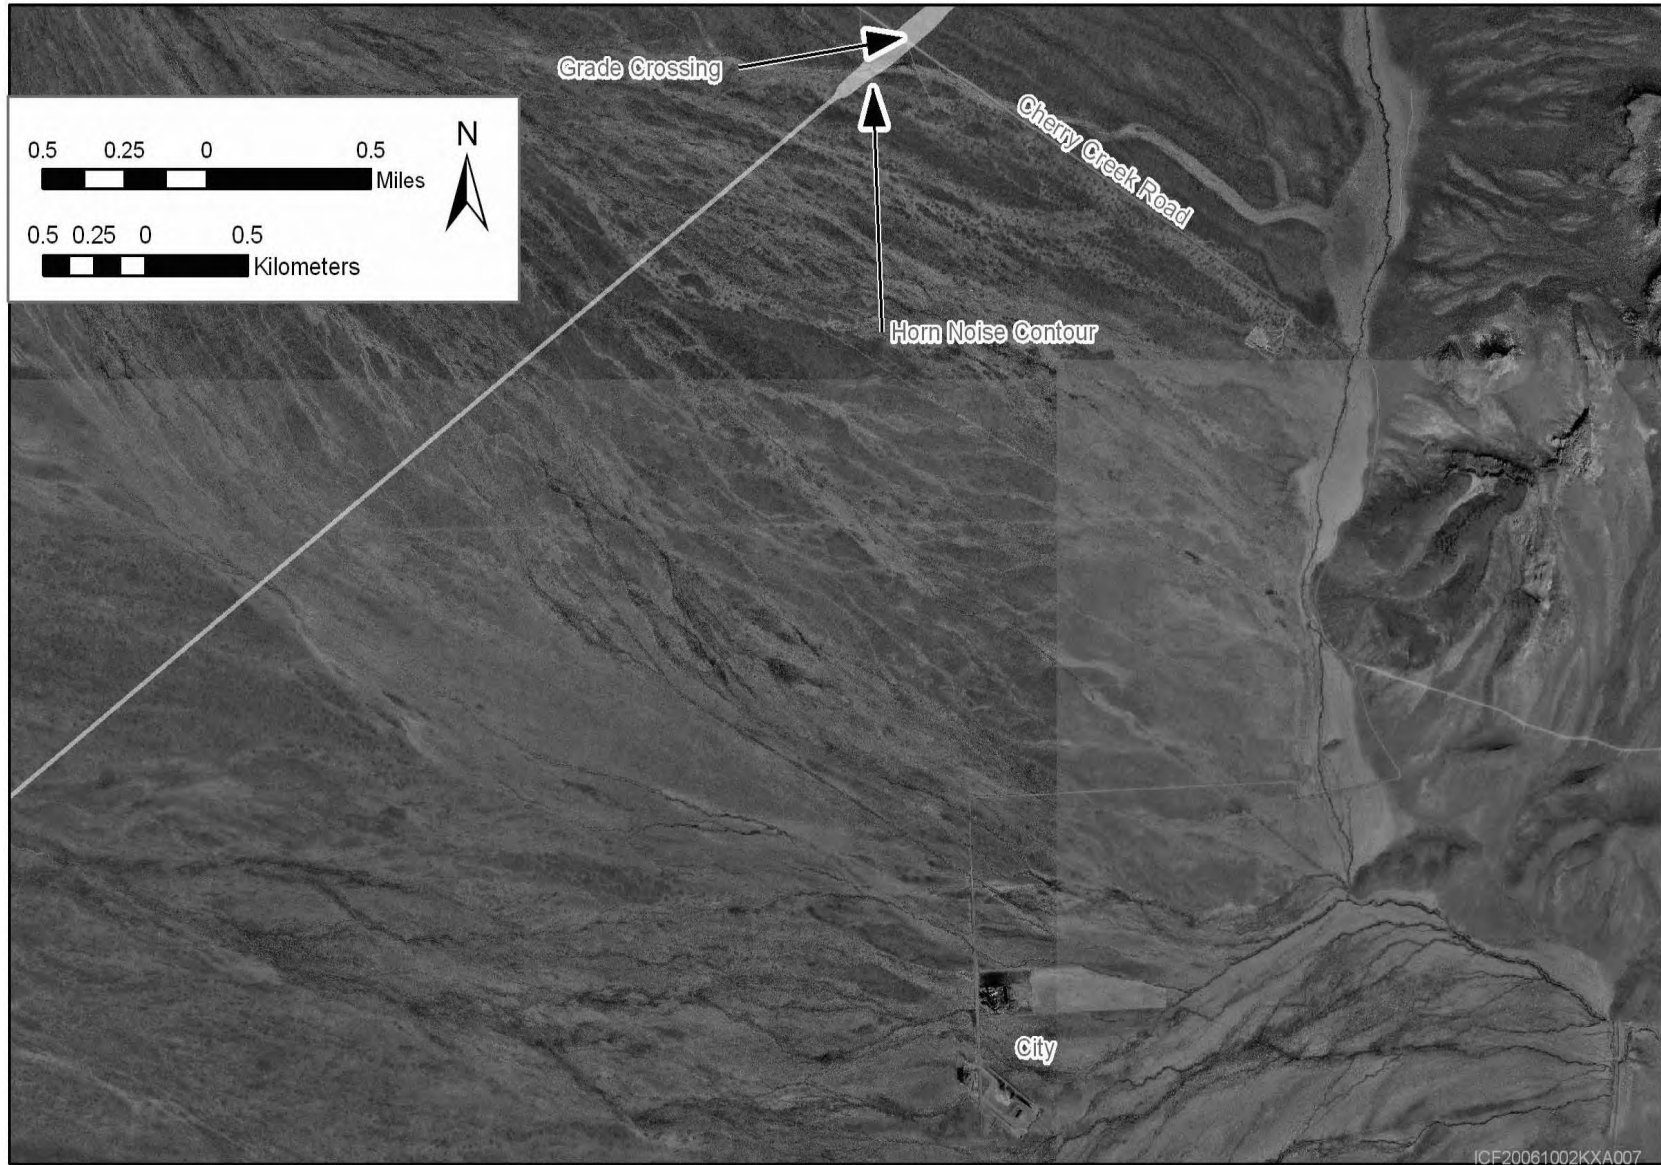 Grade Crossing
Cherry Creek Road
N
0.5 0.25 0 0.5
Miles
0.5 0.25 0 0.5
Kilometers
Horn Noise Contour
City
ICF20061002KXA007